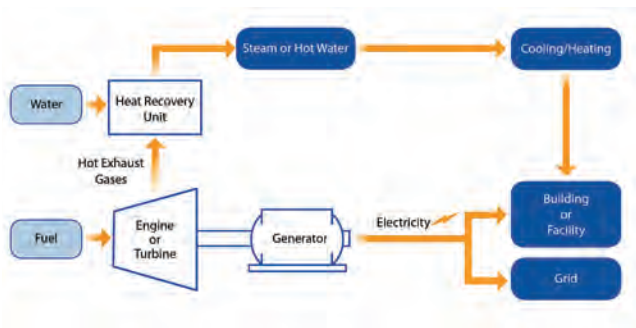 Steam or Hot Water
Cooling/Heating
Water
Heat Recovery
Unit
Hot Exhaust
Gases
Fuel
Engine
or
Turbine
Generator
Electricity
Building
or
Facility
Grid